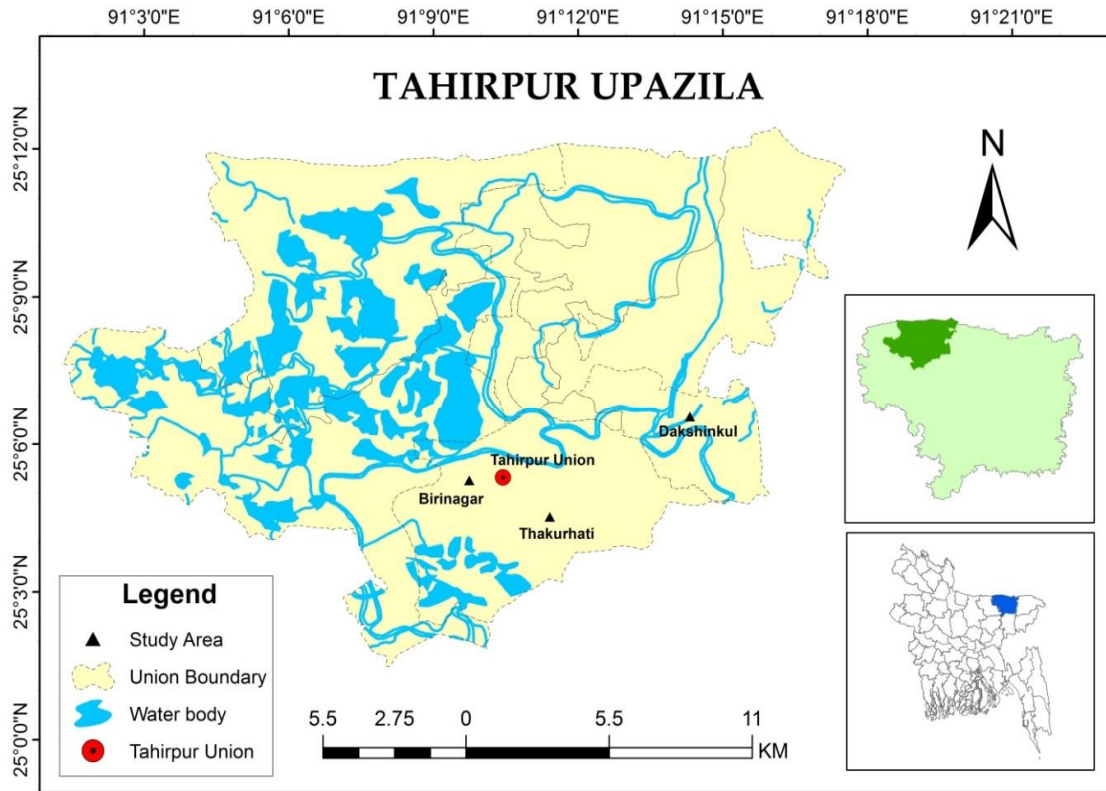 91°3'0"E 91°6'0"E 91°9'0"E 91°12'0"E 91°15'0"E 91°18'0"E 91°21'0"E
TAHIRPUR UPAZILA
N
25°12'0"N
25°9'0"N
25°6'0"N
25°3'0"N
25°0'0"N
Dakshinkul
Tahirpur Union
Birinagar
Thakurhati
Legend
Study Area
Union Boundary
Water body
Tahirpur Union
5.5 2.75 0 5.5 11
KM